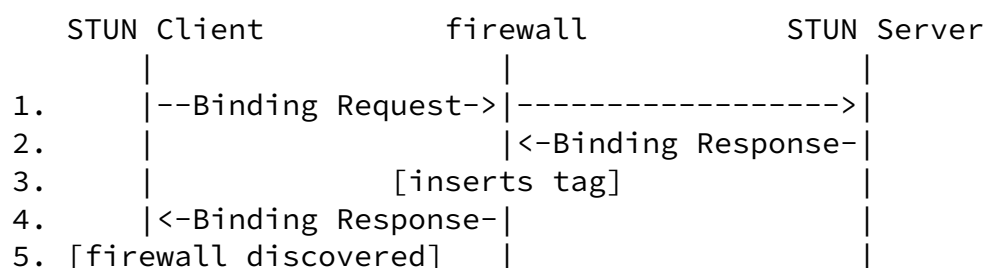 STUN Client firewall STUN Server
| | |
1. |--Binding Request->|------------------>|
2. | |<-Binding Response-|
3. | [inserts tag] |
4. |<-Binding Response-| |
5. [firewall discovered] | |